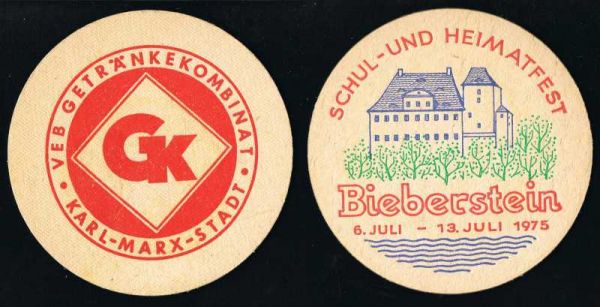 VEB GETRÄNKEKOMBINAT
GK
• KARL-MARX-STADT •
SCHUL-UND HEIMATFEST
Bieberstein
6. JULI – 13. JULI 1975